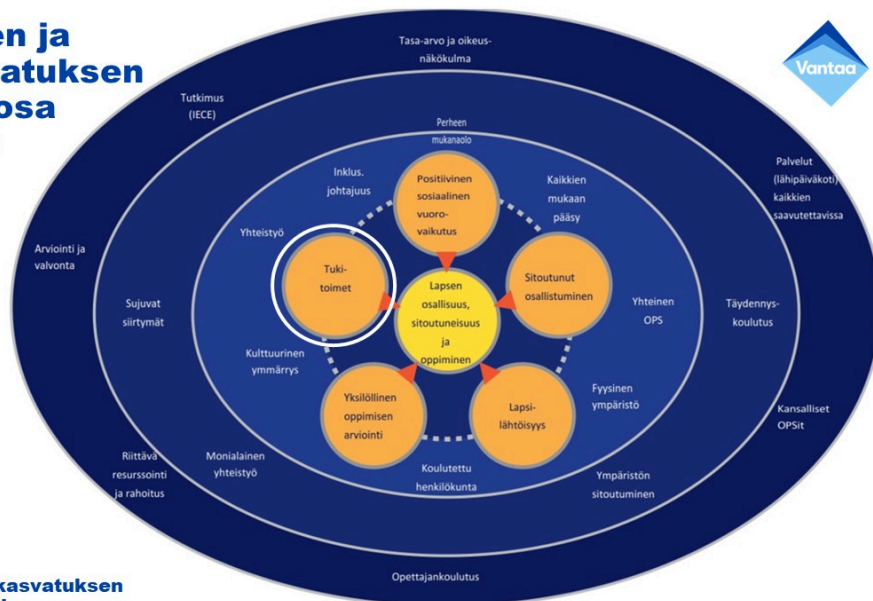 en ja
vatuksen
osa
Vantaa
Tasa-arvo ja oikeus-
näkökulma
Tutkimus
(IECE)
Palvelut
(lähipäiväkoti)
kaikkien
saavutettavissa
Arviointi ja
valvonta
Kansalliset
OPSit
Riittävä
resurssointi
ja rahoitus
Opettajankoulutus
Perheen
mukanaolo
Sujuvat
siirtymät
Täydennys-
koulutus
Monialainen
yhteistyö
Ympäristön
sitoutuminen
Inklus.
johtajuus
Kaikkien
mukaan
pääsy
Yhteistyö
Yhteinen
OPS
Kulttuurinen
ymmärrys
Fyysinen
ympäristö
Koulutettu
henkilökunta
Positiivinen
sosiaalinen
vuoro-
vaikutus
Tuki-
toimet
Sitoutunut
osallistuminen
Lapsen
osallisuus,
sitoutuneisuus
ja
oppiminen
Yksilöllinen
oppimisen
arviointi
Lapsi-
lähtöisyys
kasvatuksen